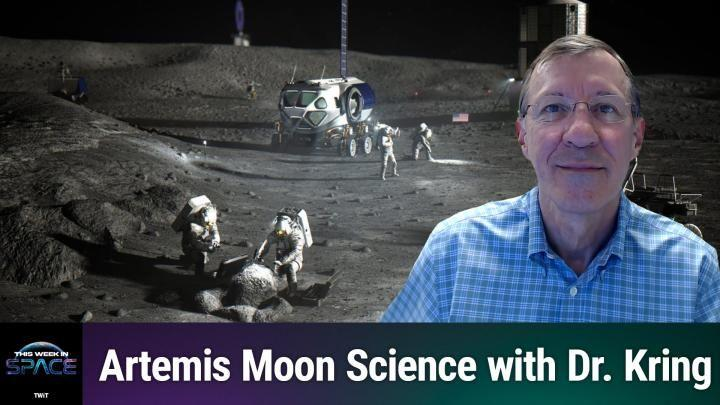 THIS WEEK IN
SPACE
TWiT
Artemis Moon Science with Dr. Kring